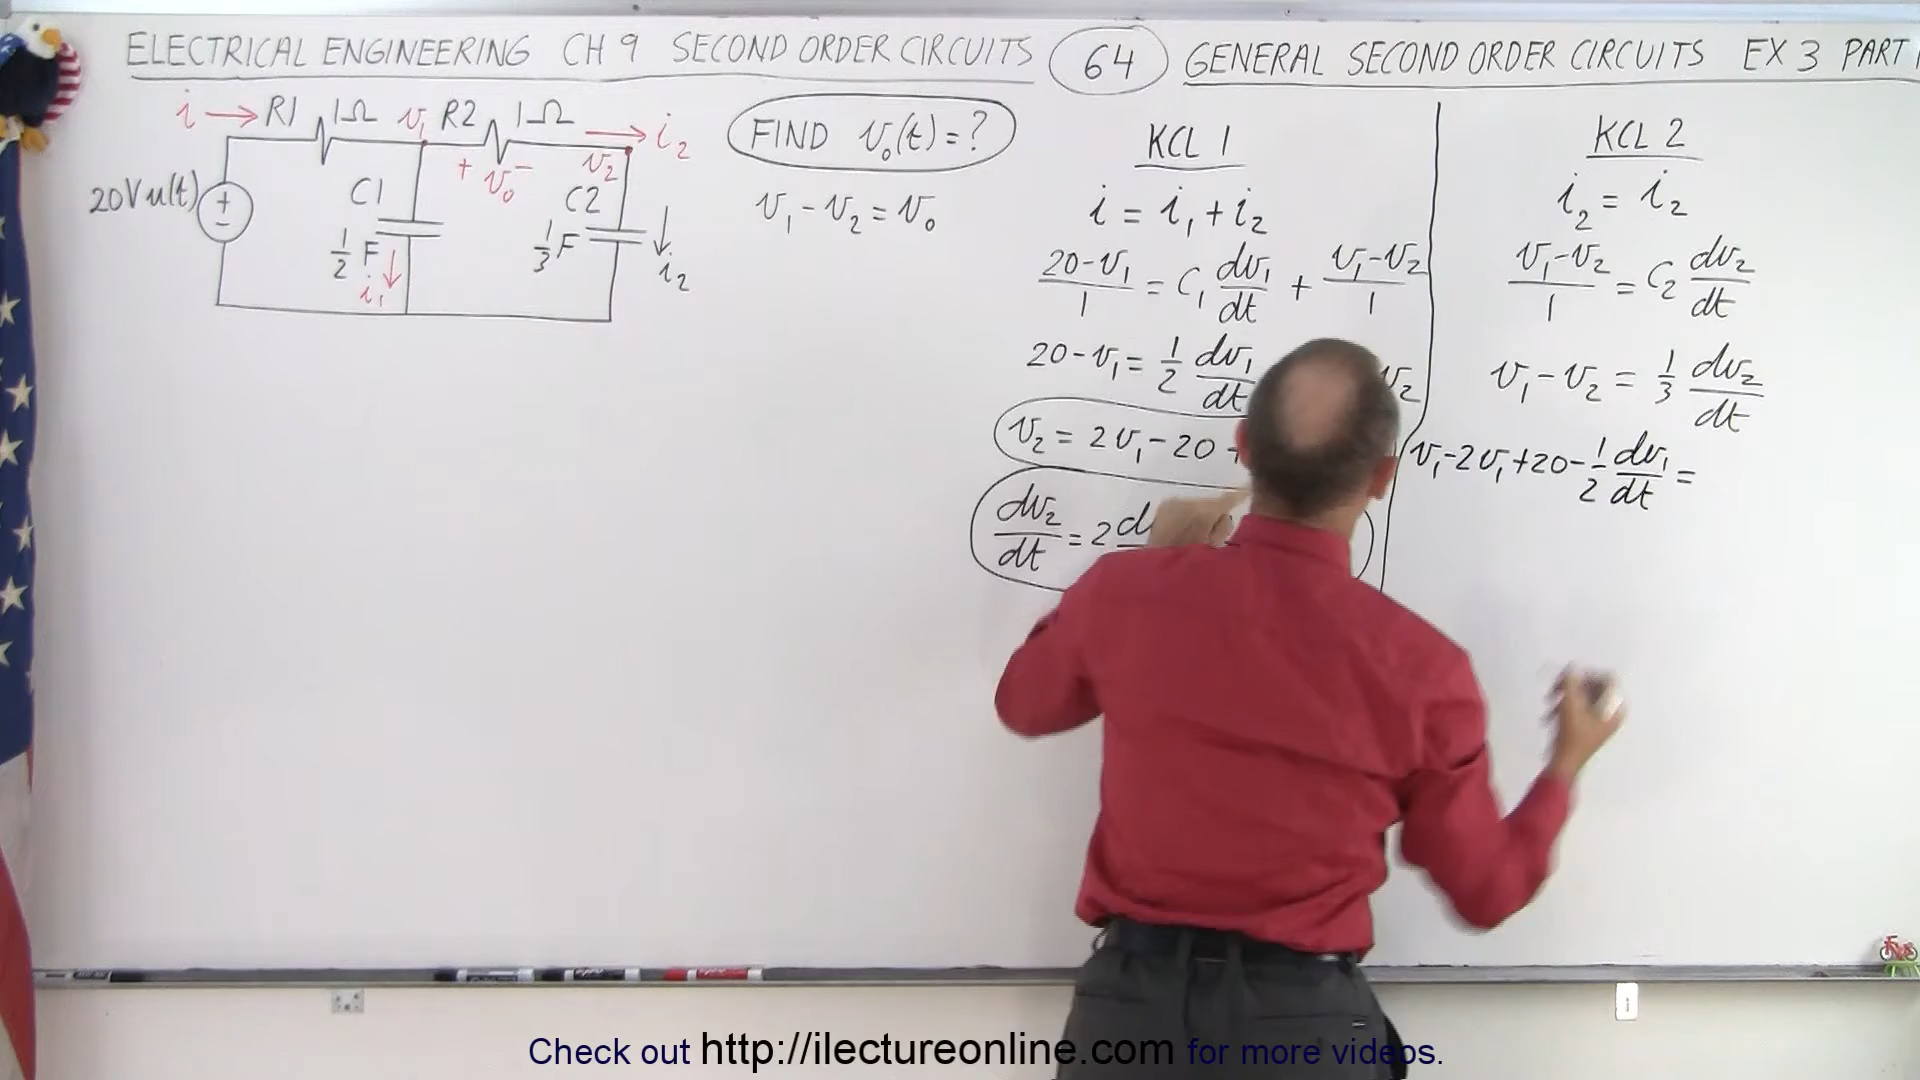 ELECTRICAL ENGINEERING CH 9 SECOND ORDER CIRCUITS 64 GENERAL SECOND ORDER CIRCUITS EX 3 PART
i → R1 1Ω v₁ R2 1Ω → i₂
+ v₀ − v₂
20V u(t) + −
C1
1/2 F
i₁ ↓
C2
1/3 F
↓ i₂
FIND v₀(t) = ?
v₁ − v₂ = v₀
KCL 1
i = i₁ + i₂
(20 − v₁)/1 = C₁ dv₁/dt + (v₁ − v₂)/1
20 − v₁ = 1/2 dv₁/dt v₂
v₂ = 2v₁ − 20 +
dv₂/dt = 2
KCL 2
i₂ = i₂
(v₁ − v₂)/1 = C₂ dv₂/dt
v₁ − v₂ = 1/3 dv₂/dt
v₁ − 2v₁ + 20 − 1/2 dv₁/dt =
Check out http://ilectureonline.com for more videos.